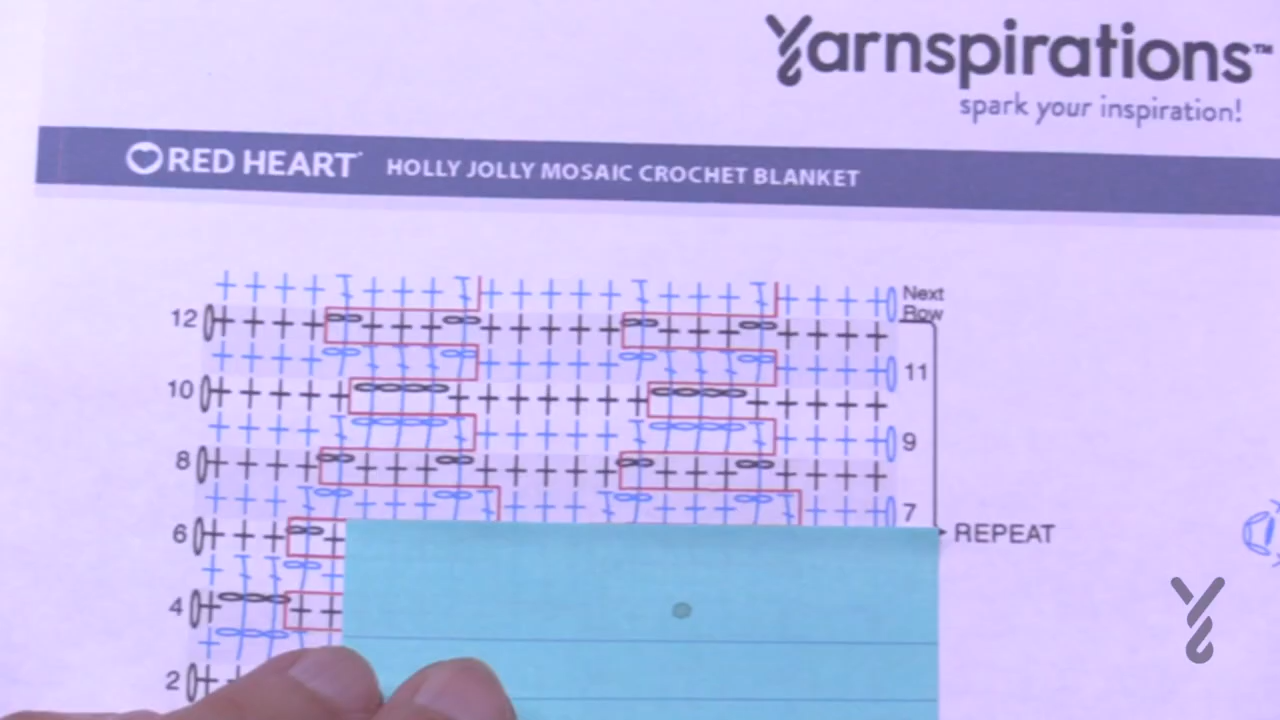 Yarnspirations™
spark your inspiration!
RED HEART HOLLY JOLLY MOSAIC CROCHET BLANKET
Next
Row
12
11
10
9
8
7
6
REPEAT
4
2